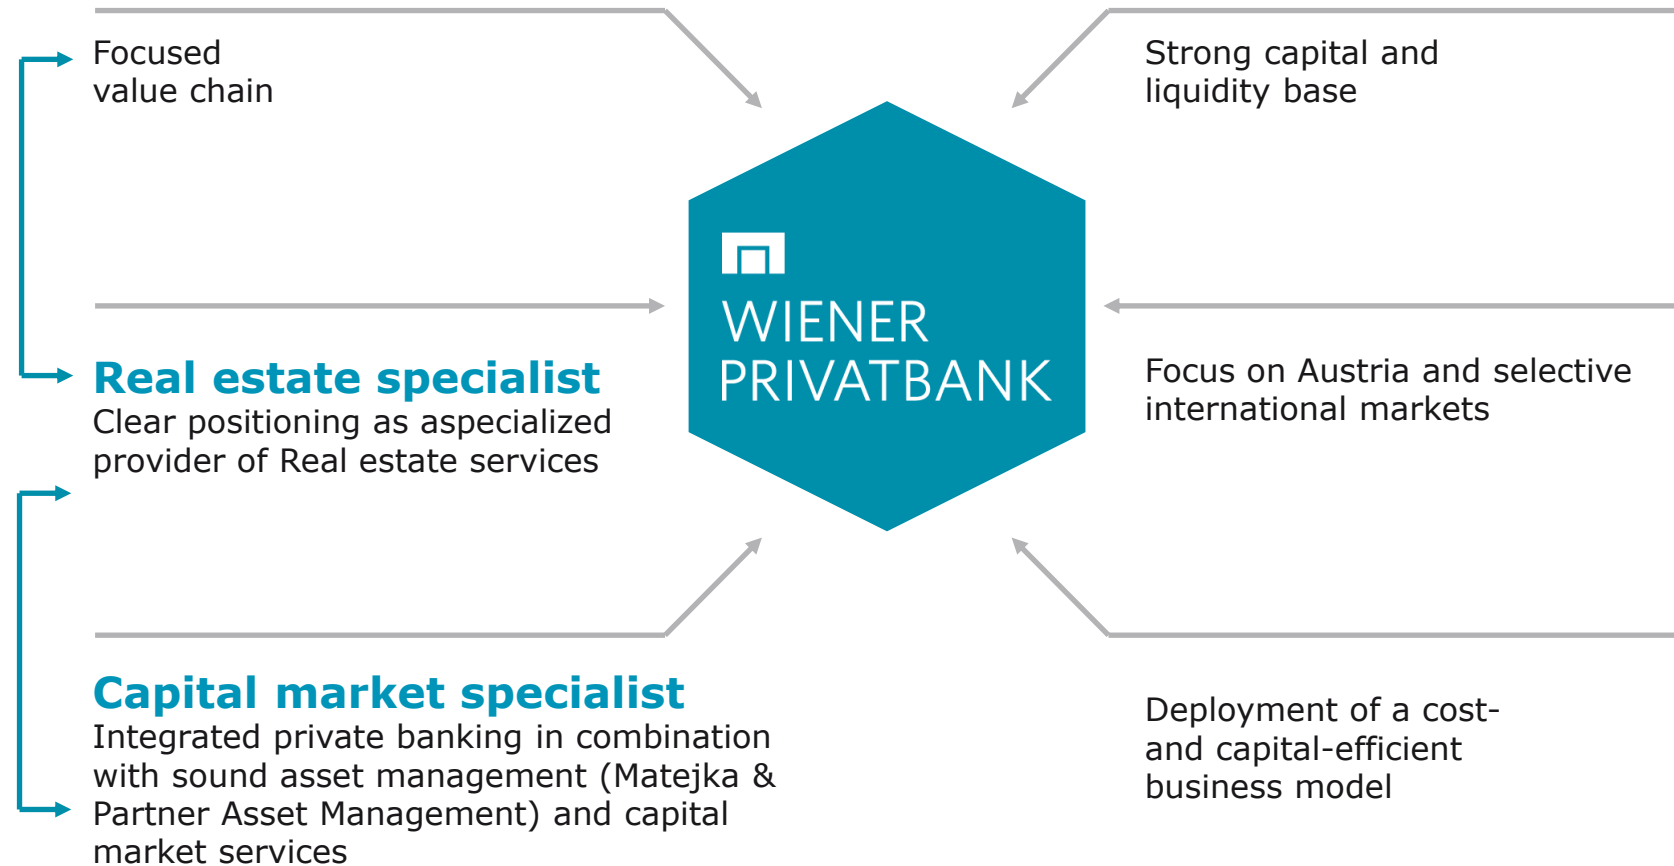 Focused
value chain
Real estate specialist
Clear positioning as aspecialized
provider of Real estate services
Capital market specialist
Integrated private banking in combination
with sound asset management (Matejka &
Partner Asset Management) and capital
market services
WIENER
PRIVATBANK
Strong capital and
liquidity base
Focus on Austria and selective
international markets
Deployment of a cost-
and capital-efficient
business model